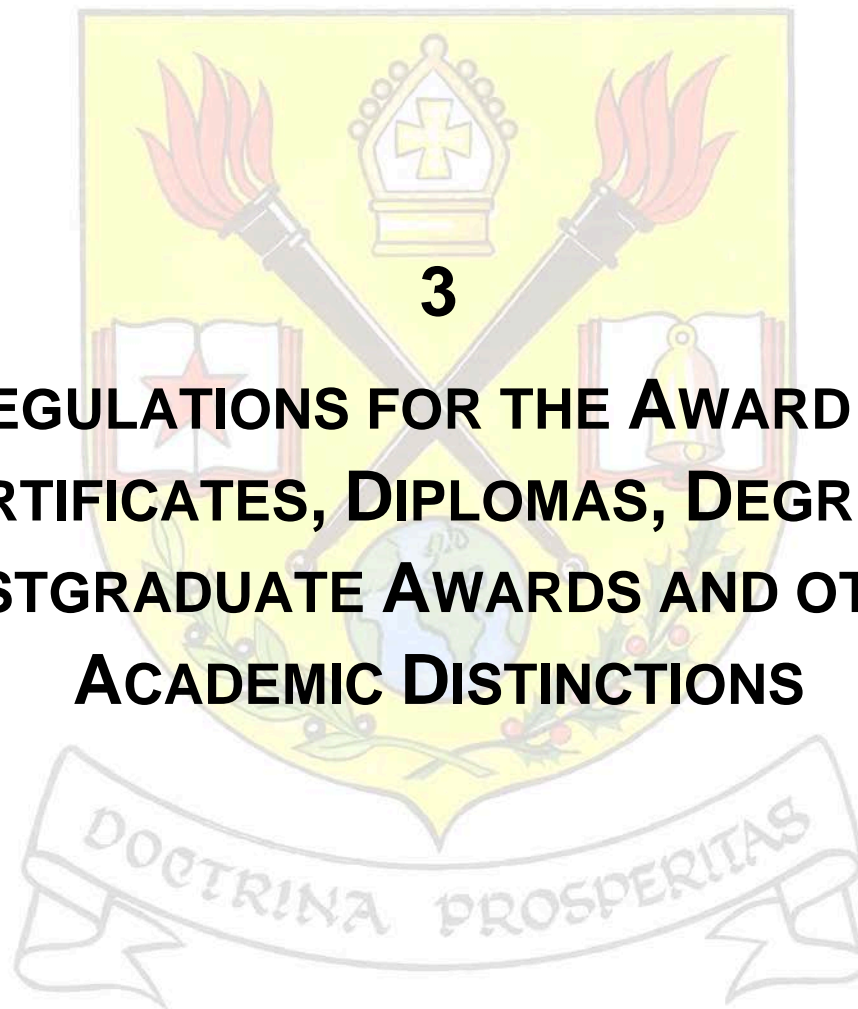 3
EGULATIONS FOR THE AWARD
RTIFICATES, DIPLOMAS, DEGR
STGRADUATE AWARDS AND OT
ACADEMIC DISTINCTIONS
DOCTRINA PROSPERITAS